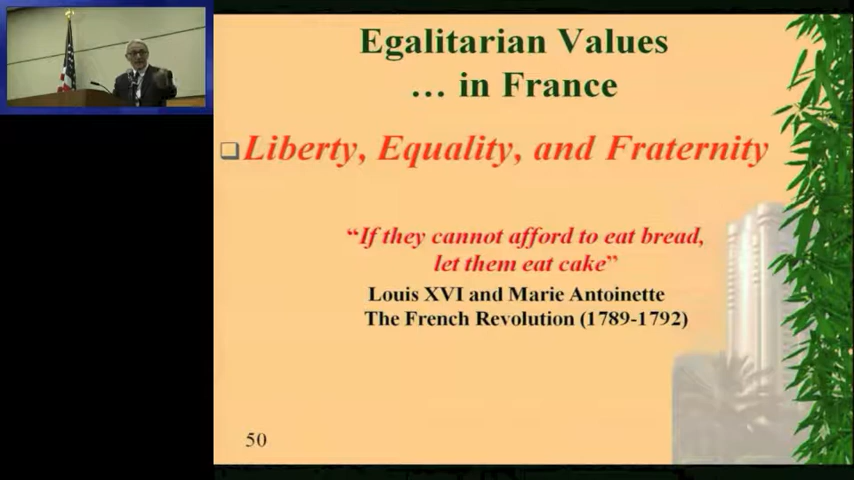 Egalitarian Values
… in France
Liberty, Equality, and Fraternity
“If they cannot afford to eat bread,
let them eat cake”
Louis XVI and Marie Antoinette
The French Revolution (1789-1792)
50